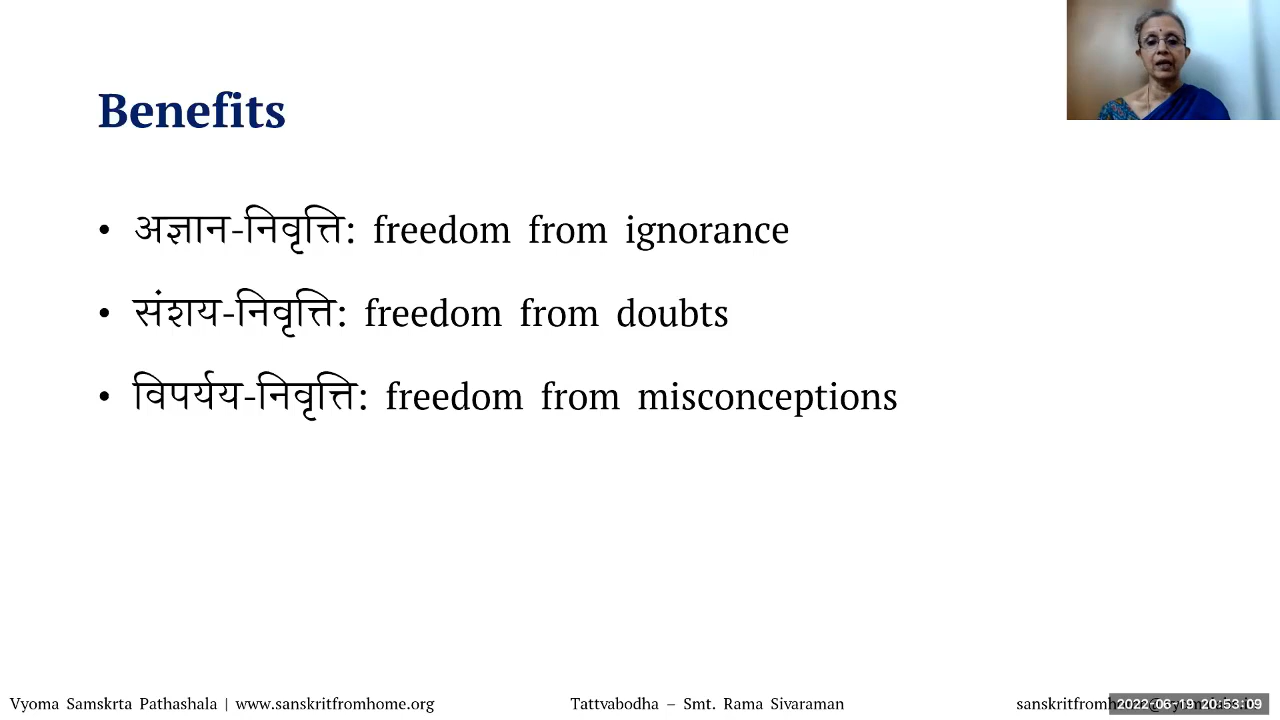 Benefits
• अज्ञान-निवृत्ति: freedom from ignorance
• संशय-निवृत्ति: freedom from doubts
• विपर्यय-निवृत्ति: freedom from misconceptions
Vyoma Samskrta Pathashala | www.sanskritfromhome.org
Tattvabodha – Smt. Rama Sivaraman
2022-06-19 20:53:09